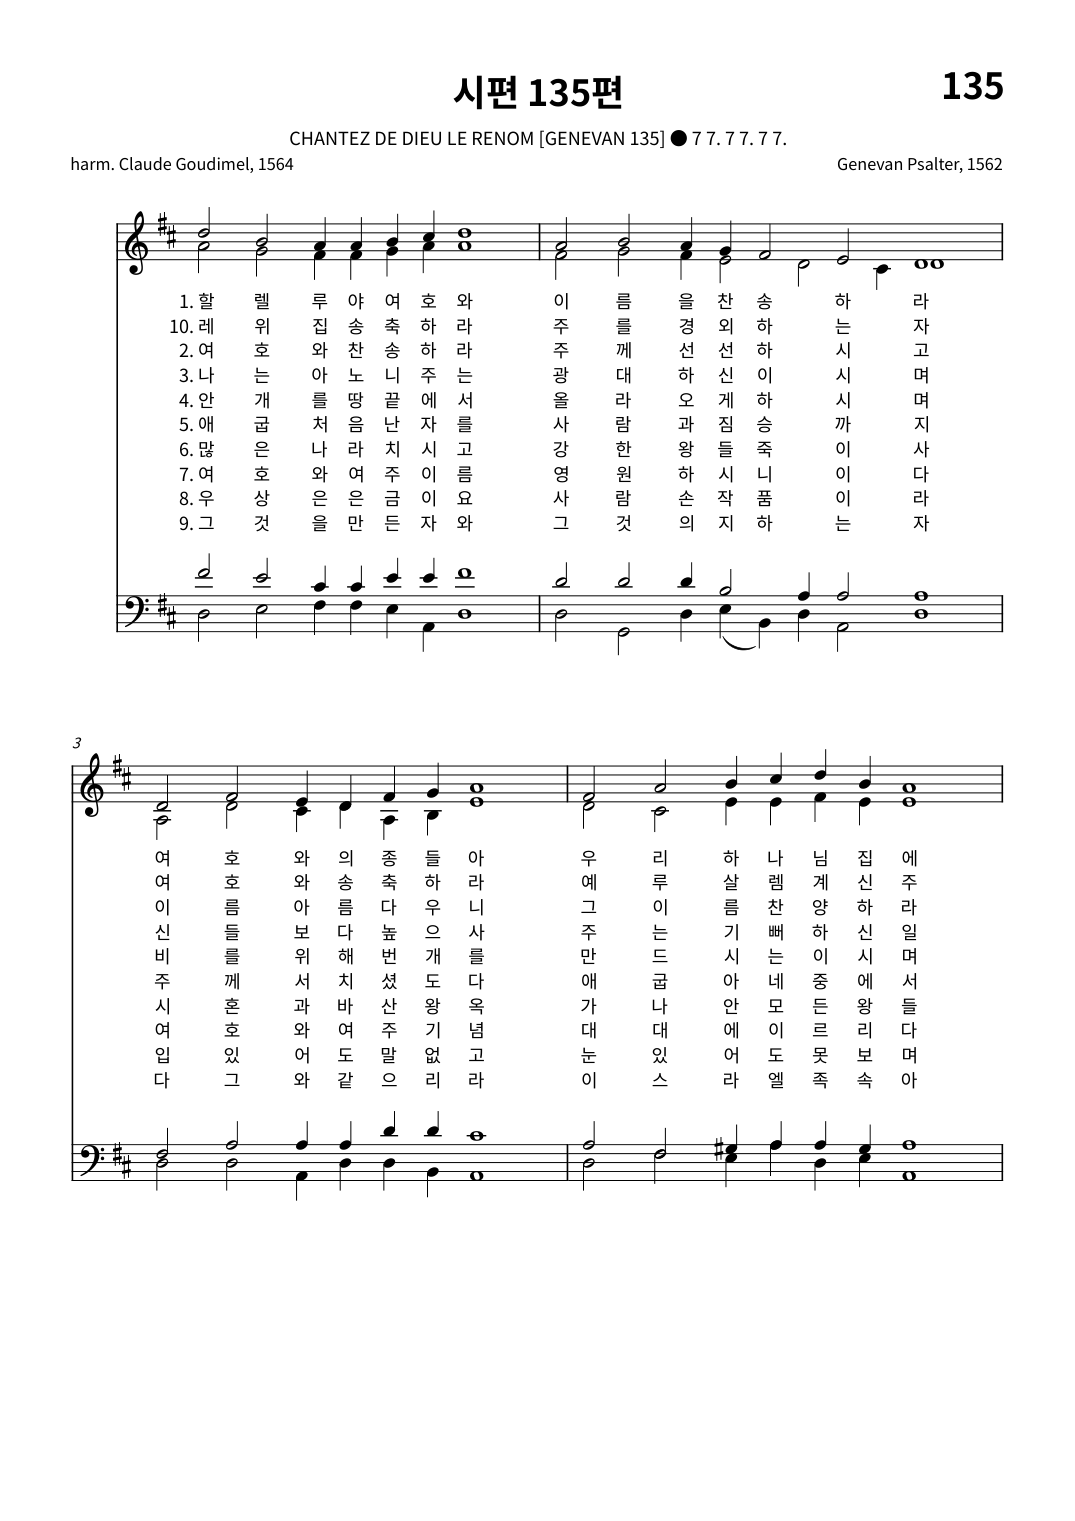 시편 135편
135
CHANTEZ DE DIEU LE RENOM [GENEVAN 135] ● 7 7. 7 7. 7 7.
harm. Claude Goudimel, 1564
Genevan Psalter, 1562
1. 할 렐 루 야 여 호 와 이 름 을 찬 송 하 라
10. 레 위 집 송 축 하 라 주 를 경 외 하 는 자
2. 여 호 와 찬 송 하 라 주 께 선 선 하 시 고
3. 나 는 아 노 니 주 는 광 대 하 신 이 시 며
4. 안 개 를 땅 끝 에 서 올 라 오 게 하 시 며
5. 애 굽 처 음 난 자 를 사 람 과 짐 승 까 지
6. 많 은 나 라 치 시 고 강 한 왕 들 죽 이 사
7. 여 호 와 여 주 이 름 영 원 하 시 니 이 다
8. 우 상 은 은 금 이 요 사 람 손 작 품 이 라
9. 그 것 을 만 든 자 와 그 것 의 지 하 는 자
3
여 호 와 의 종 들 아 우 리 하 나 님 집 에
여 호 와 송 축 하 라 예 루 살 렘 계 신 주
이 름 아 름 다 우 니 그 이 름 찬 양 하 라
신 들 보 다 높 으 사 주 는 기 뻐 하 신 일
비 를 위 해 번 개 를 만 드 시 는 이 시 며
주 께 서 치 셨 도 다 애 굽 아 네 중 에 서
시 혼 과 바 산 왕 옥 가 나 안 모 든 왕 들
여 호 와 여 주 기 념 대 대 에 이 르 리 다
입 있 어 도 말 없 고 눈 있 어 도 못 보 며
다 그 와 같 으 리 라 이 스 라 엘 족 속 아